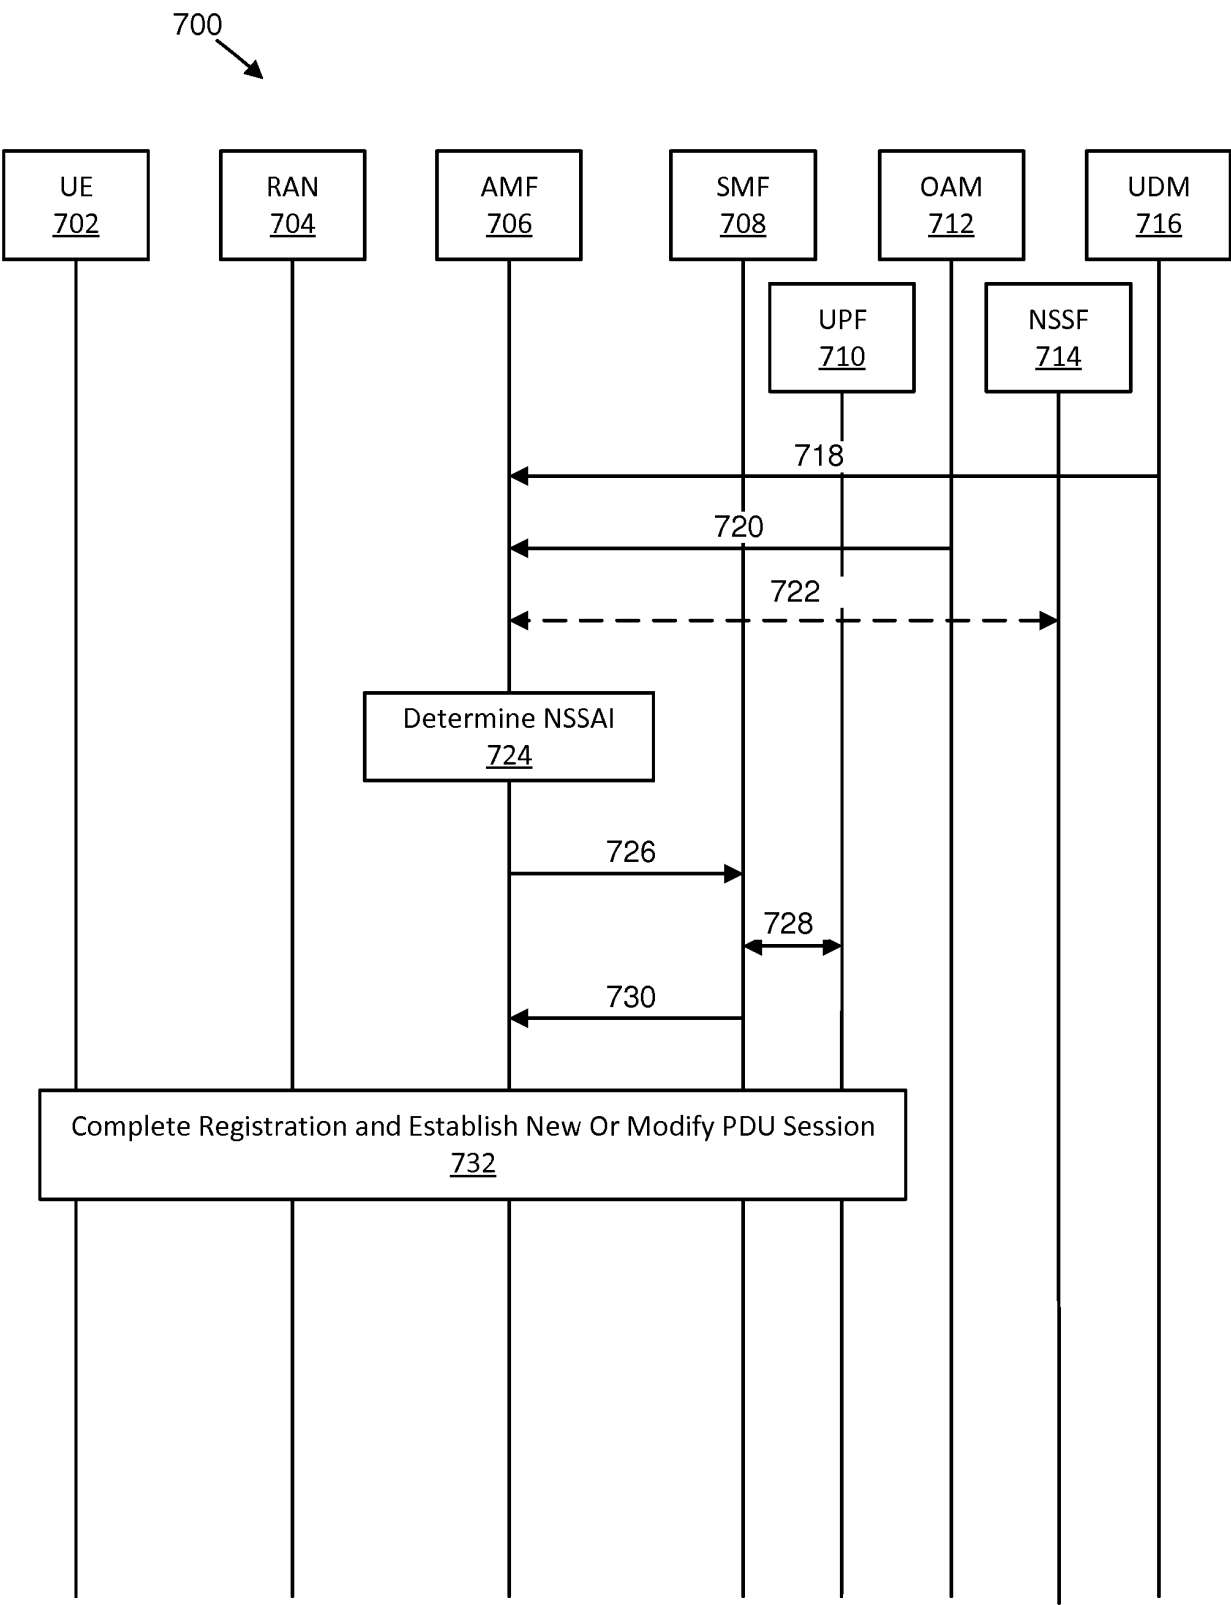 700
UE
702
RAN
704
AMF
706
SMF
708
OAM
712
UDM
716
UPF
710
NSSF
714
718
720
722
Determine NSSAI
724
726
728
730
Complete Registration and Establish New Or Modify PDU Session
732